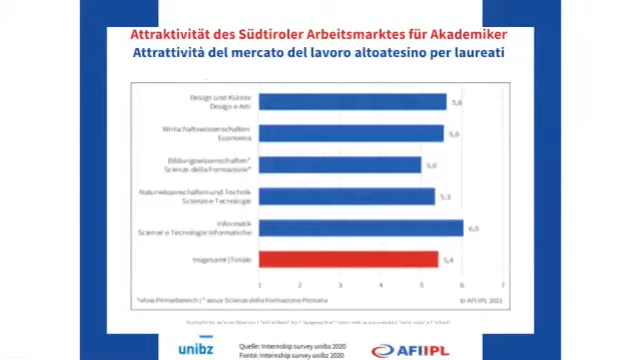 Attraktivität des Südtiroler Arbeitsmarktes für Akademiker
Attrattività del mercato del lavoro altoatesino per laureati
Design und Künste
Design e Arti
5,6
Wirtschaftswissenschaften
Economia
5,6
Bildungswissenschaften*
Scienze della Formazione*
5,0
Naturwissenschaften und Technik
Scienze e Tecnologie
5,3
Informatik
Scienze e Tecnologie informatiche
6,0
Insgesamt | Totale
5,4
1 2 3 4 5 6 7
*ohne Primarbereich | * senza Scienze della Formazione Primaria
© AFI IPL 2021
unibz
Quelle: Internship survey unibz 2020
Fonte: Internship survey unibz 2020
AFI IPL